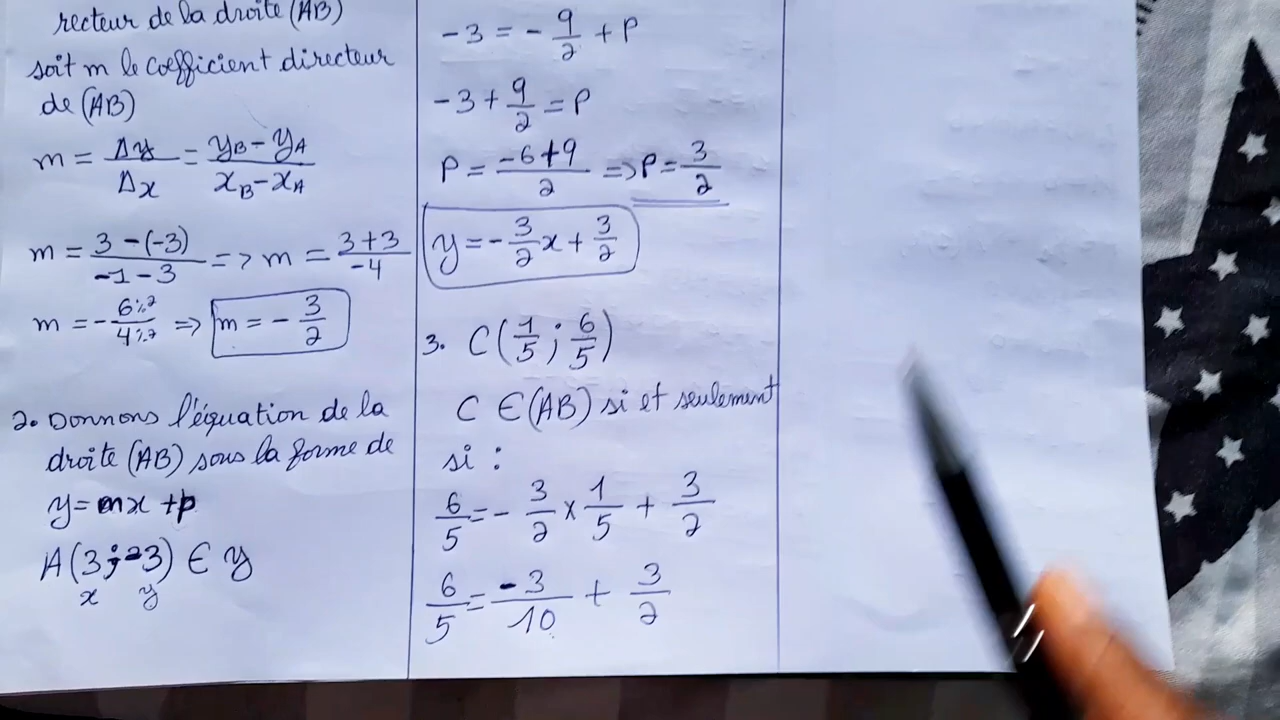 recteur de la droite (AB)
soit m le coefficient directeur
de (AB)
m = Δy/Δx = (yB - yA)/(xB - xA)
m = (3 - (-3))/(-1 - 3) => m = (3 + 3)/(-4)
m = - (6÷2)/(4÷2) => m = - 3/2
2. Donnons l'équation de la
droite (AB) sous la forme de
y = mx + p
A(3; -3) ∈ y
x y
-3 = - 9/2 + P
-3 + 9/2 = P
P = (-6+9)/2 => P = 3/2
y = - 3/2 x + 3/2
3. C(1/5 ; 6/5)
C ∈ (AB) si et seulement
si :
6/5 = - 3/2 × 1/5 + 3/2
6/5 = -3/10 + 3/2